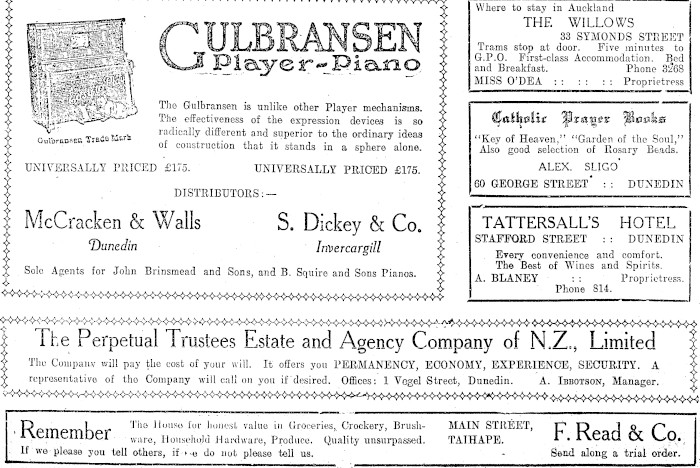 GULBRANSEN
Player-Piano
Gulbransen Trade Mark
The Gulbransen is unlike other Player mechanisms.
The effectiveness of the expression devices is so
radically different and superior to the ordinary ideas
of construction that it stands in a sphere alone.
UNIVERSALLY PRICED £175. UNIVERSALLY PRICED £175.
DISTRIBUTORS:—
McCracken & Walls
Dunedin
S. Dickey & Co.
Invercargill
Sole Agents for John Brinsmead and Sons, and B. Squire and Sons Pianos.
Where to stay in Auckland
THE WILLOWS
33 SYMONDS STREET
Trams stop at door. Five minutes to
G.P.O. First-class Accommodation. Bed
and Breakfast. Phone 3268
MISS O'DEA :: :: :: Proprietress
Catholic Prayer Books
"Key of Heaven," "Garden of the Soul,"
Also good selection of Rosary Beads.
ALEX. SLIGO
60 GEORGE STREET :: DUNEDIN
TATTERSALL'S HOTEL
STAFFORD STREET :: DUNEDIN
Every convenience and comfort.
The Best of Wines and Spirits.
A. BLANEY :: Proprietress.
Phone 814.
The Perpetual Trustees Estate and Agency Company of N.Z., Limited
The Company will pay the cost of your will. It offers you PERMANENCY, ECONOMY, EXPERIENCE, SECURITY. A
representative of the Company will call on you if desired. Offices: 1 Vogel Street, Dunedin. A. IBBOTSON, Manager.
Remember
The House for honest value in Groceries, Crockery, Brush-
ware, Household Hardware, Produce. Quality unsurpassed.
If we please you tell others, if we do not please tell us.
MAIN STREET,
TAIHAPE.
F. Read & Co.
Send along a trial order.